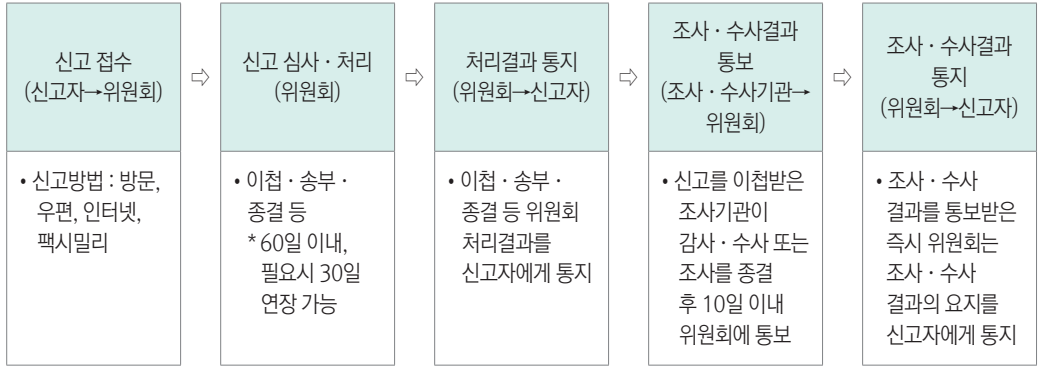 신고 접수
(신고자→위원회)
• 신고방법 : 방문,
우편, 인터넷,
팩시밀리
⇨
신고 심사 · 처리
(위원회)
• 이첩 · 송부 ·
종결 등
* 60일 이내,
필요시 30일
연장 가능
⇨
처리결과 통지
(위원회→신고자)
• 이첩 · 송부 ·
종결 등 위원회
처리결과를
신고자에게 통지
⇨
조사 · 수사결과
통보
(조사 · 수사기관→
위원회)
• 신고를 이첩받은
조사기관이
감사 · 수사 또는
조사를 종결
후 10일 이내
위원회에 통보
⇨
조사 · 수사결과
통지
(위원회→신고자)
• 조사 · 수사
결과를 통보받은
즉시 위원회는
조사 · 수사
결과의 요지를
신고자에게 통지